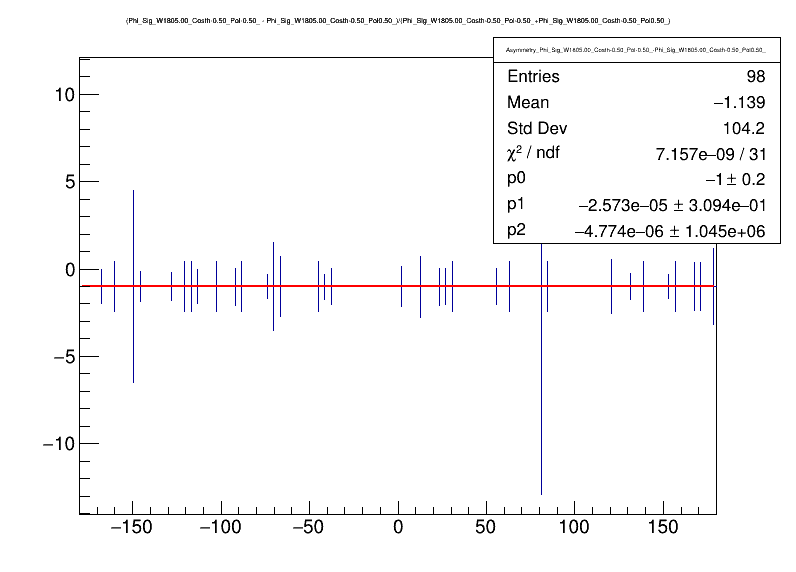 (Phi_Sig_W1805.00_Costh-0.50_Pol-0.50_ - Phi_Sig_W1805.00_Costh-0.50_Pol0.50_)/(Phi_Sig_W1805.00_Costh-0.50_Pol-0.50_+Phi_Sig_W1805.00_Costh-0.50_Pol0.50_)
Asymmetry_Phi_Sig_W1805.00_Costh-0.50_Pol-0.50_-Phi_Sig_W1805.00_Costh-0.50_Pol0.50_
Entries 98
Mean −1.139
Std Dev 104.2
χ² / ndf 7.157e−09 / 31
p0 −1 ± 0.2
p1 −2.573e−05 ± 3.094e−01
p2 −4.774e−06 ± 1.045e+06
10
5
0
−5
−10
−150 −100 −50 0 50 100 150